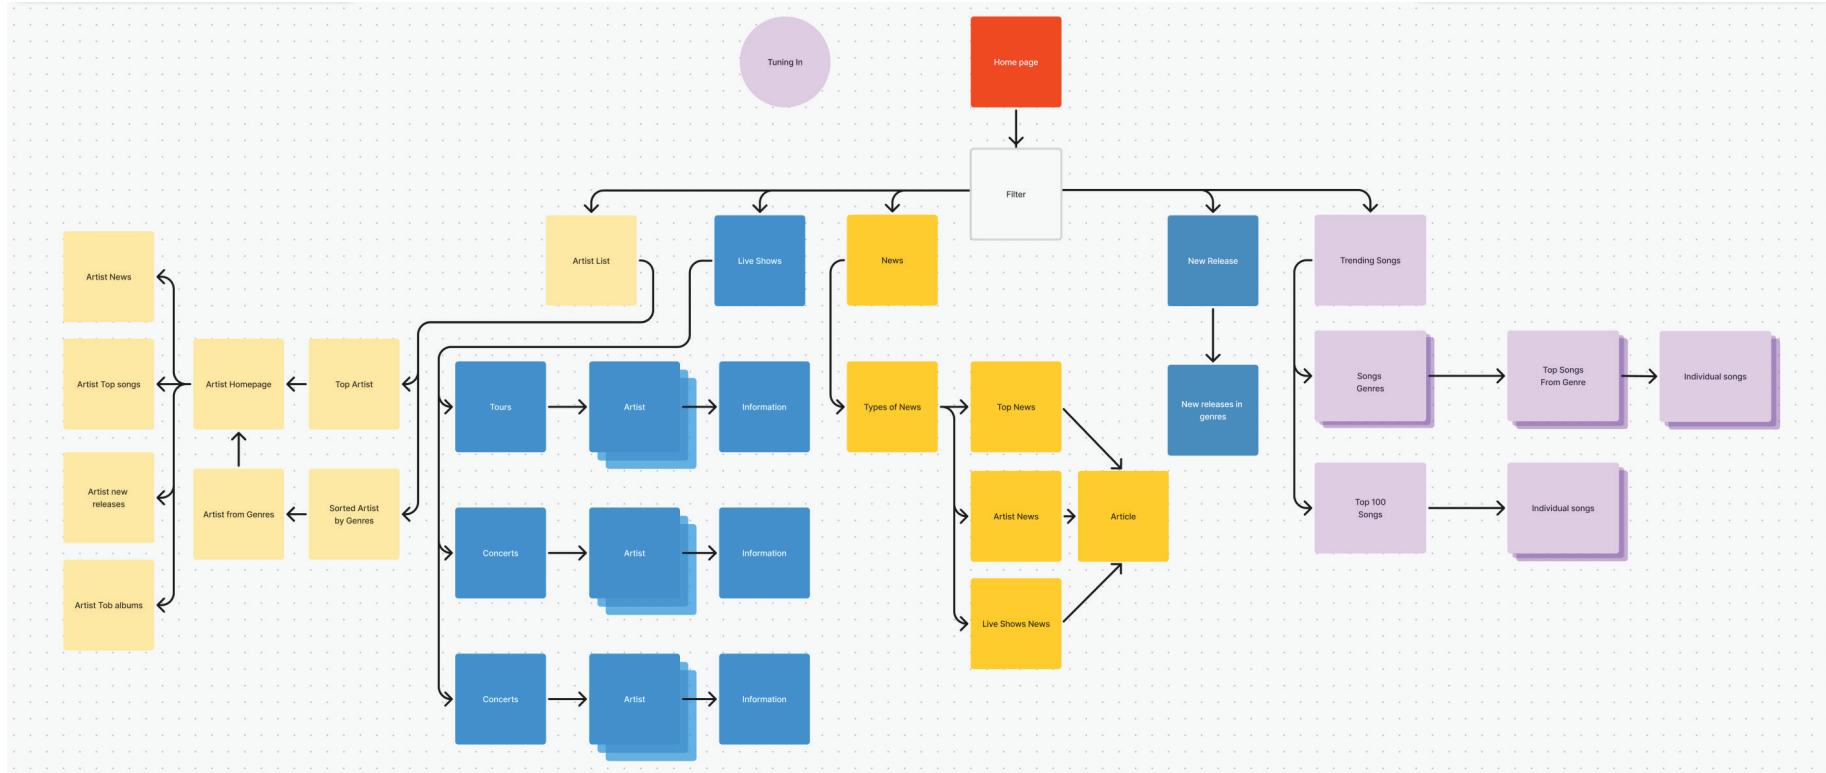 Tuning In
Home page
Filter
Artist List
Live Shows
News
New Release
Trending Songs
Artist News
Artist Top songs
Artist new
releases
Artist Tob albums
Artist Homepage
Top Artist
Artist from Genres
Sorted Artist
by Genres
Tours
Artist
Information
Concerts
Artist
Information
Concerts
Artist
Information
Types of News
Top News
Artist News
Article
Live Shows News
New releases in
genres
Songs
Genres
Top Songs
From Genre
Individual songs
Top 100
Songs
Individual songs